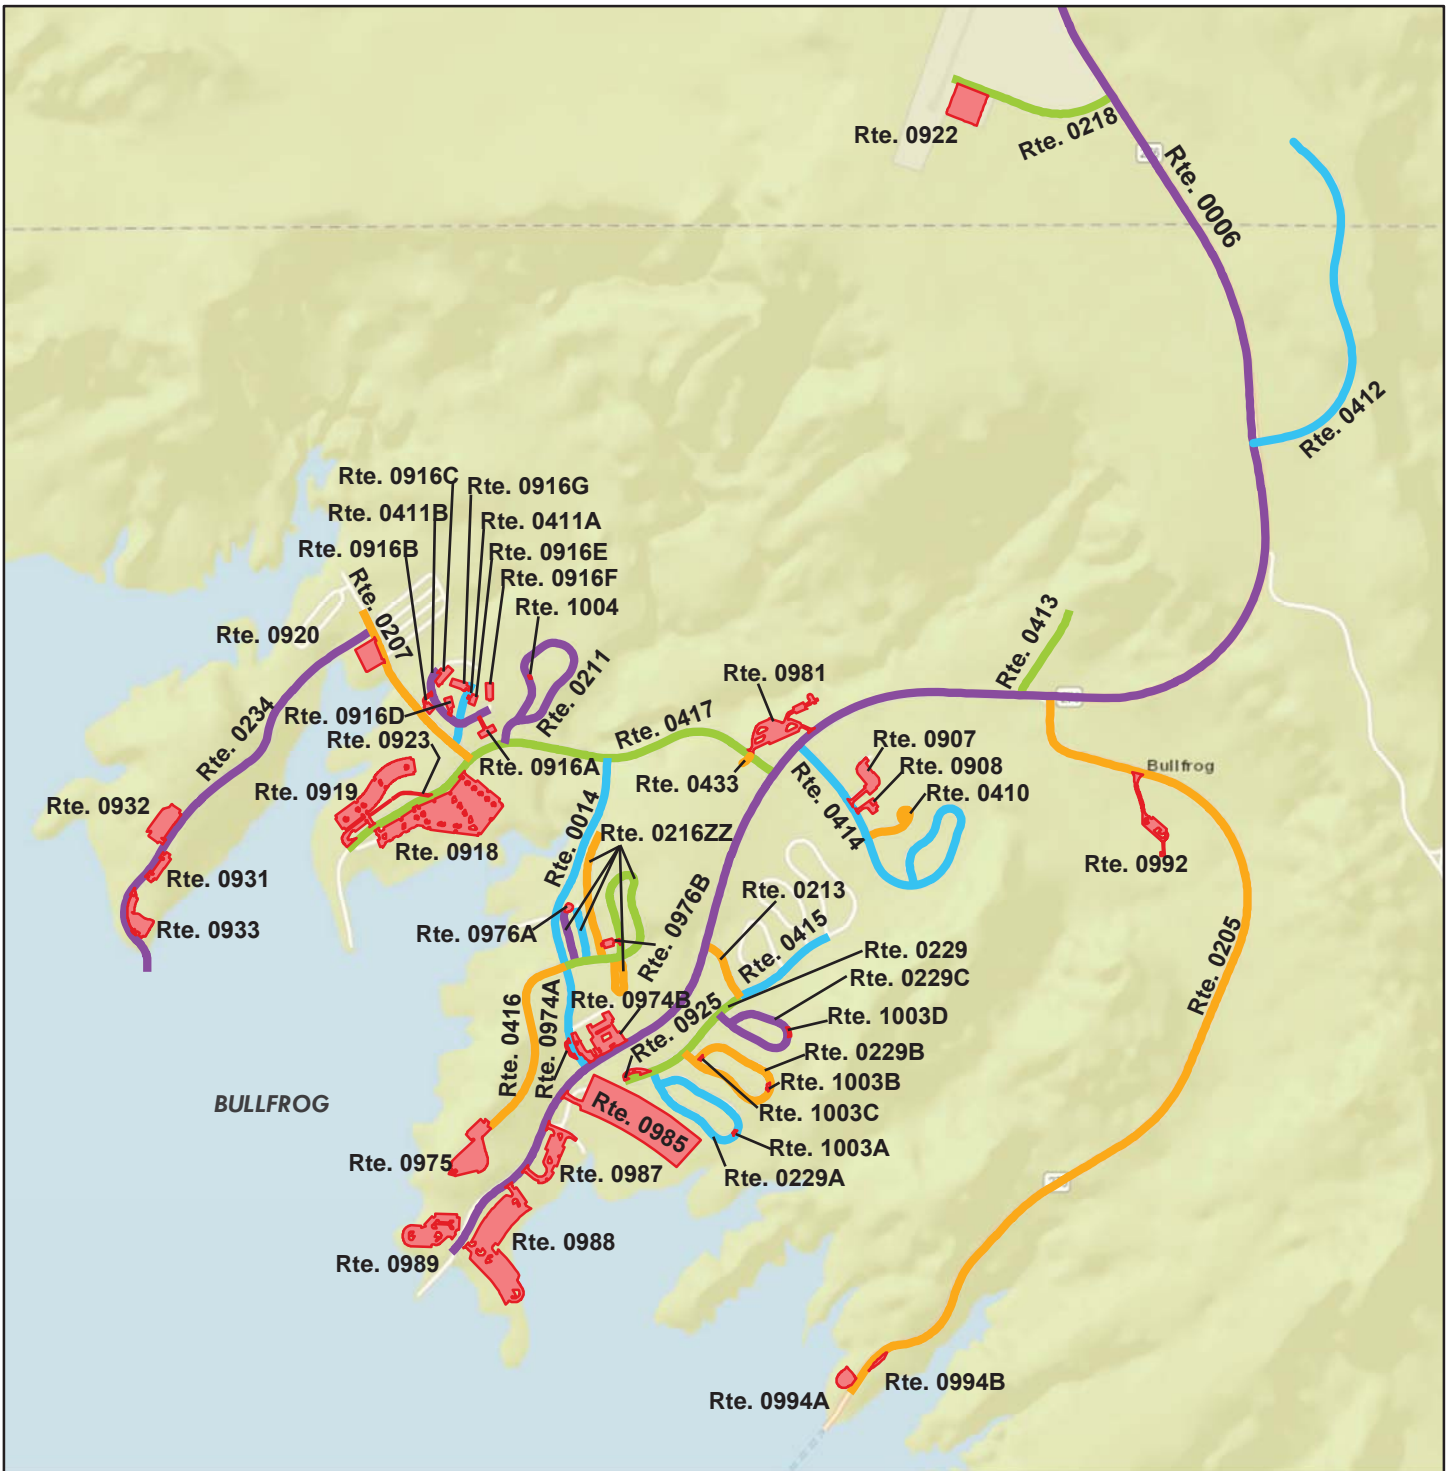 Rte. 0922
Rte. 0218
Rte. 0006
Rte. 0412
Rte. 0916C
Rte. 0916G
Rte. 0411B
Rte. 0411A
Rte. 0916B
Rte. 0916E
Rte. 0916F
Rte. 0207
Rte. 1004
Rte. 0413
Rte. 0920
Rte. 0211
Rte. 0981
Rte. 0234
Rte. 0916D
Rte. 0417
Rte. 0923
Rte. 0907
Rte. 0916A
Rte. 0908
Bullfrog
Rte. 0433
Rte. 0919
Rte. 0410
Rte. 0932
Rte. 0414
Rte. 0014
Rte. 0216ZZ
Rte. 0918
Rte. 0992
Rte. 0931
Rte. 0213
Rte. 0976B
Rte. 0933
Rte. 0976A
Rte. 0415
Rte. 0229
Rte. 0205
Rte. 0229C
Rte. 0974B
Rte. 0925
Rte. 1003D
Rte. 0416
Rte. 0974A
Rte. 0229B
Rte. 1003B
BULLFROG
Rte. 1003C
Rte. 0985
Rte. 1003A
Rte. 0975
Rte. 0987
Rte. 0229A
Rte. 0988
Rte. 0989
Rte. 0994B
Rte. 0994A